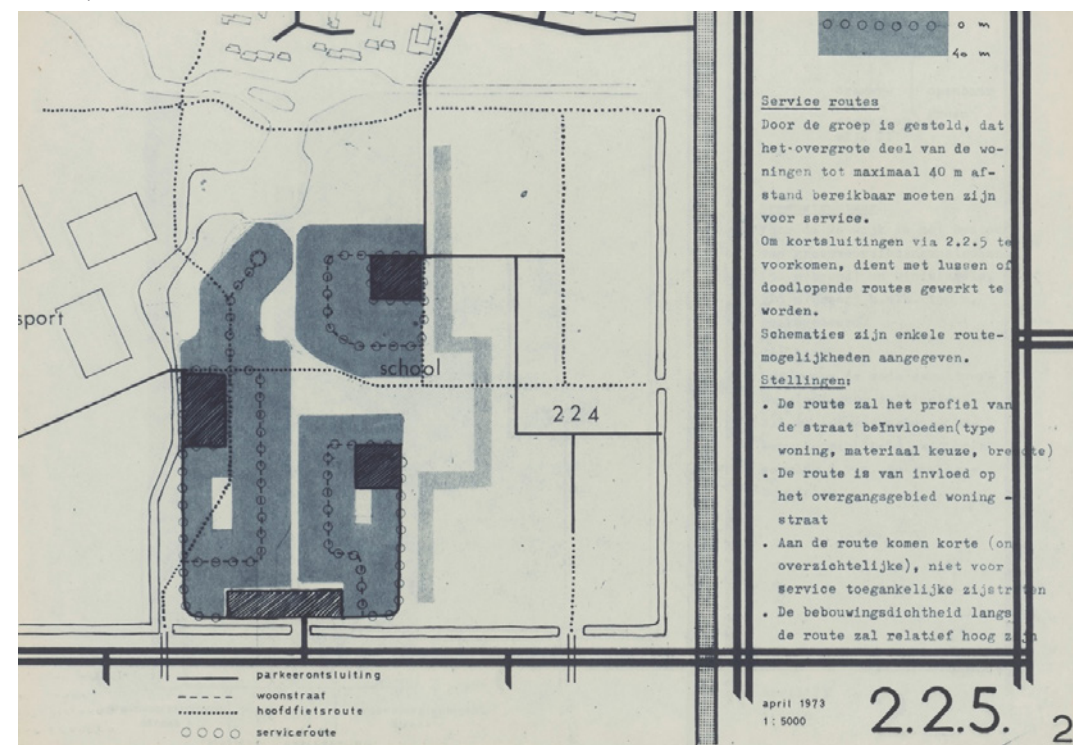 0 m
40 m
Service routes
Door de groep is gesteld, dat
het overgrote deel van de wo-
ningen tot maximaal 40 m af-
stand bereikbaar moeten zijn
voor service.
Om kortsluitingen via 2.2.5 te
voorkomen, dient met lussen of
doodlopende routes gewerkt te
worden.
Schematies zijn enkele route-
mogelijkheden aangegeven.
Stellingen:
. De route zal het profiel van
de straat beïnvloeden(type
woning, materiaal keuze, breedte)
. De route is van invloed op
het overgangsgebied woning -
straat
. Aan de route komen korte (on
overzichtelijke), niet voor
service toegankelijke zijstraten
. De bebouwingsdichtheid langs
de route zal relatief hoog zijn
sport
school
224
parkeerontsluiting
woonstraat
hoofdfietsroute
serviceroute
april 1973
1: 5000
2.2.5.
2